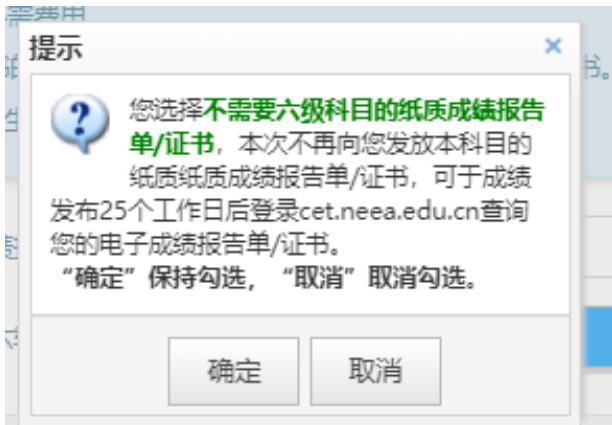 需费用
提示
书。
您选择不需要六级科目的纸质成绩报告
单/证书，本次不再向您发放本科目的
纸质纸质成绩报告单/证书，可于成绩
发布25个工作日后登录cet.neea.edu.cn查询
您的电子成绩报告单/证书。
“确定”保持勾选，“取消”取消勾选。
确定
取消